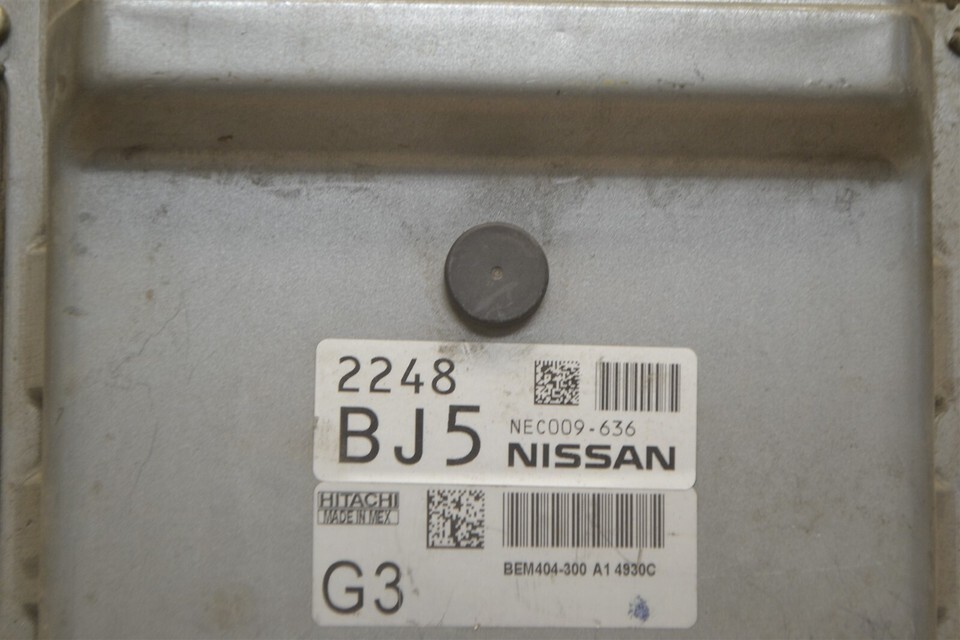 2248
BJ5
NEC009-636
NISSAN
HITACHI
MADE IN MEX
G3
BEM404-300 A1 4930C